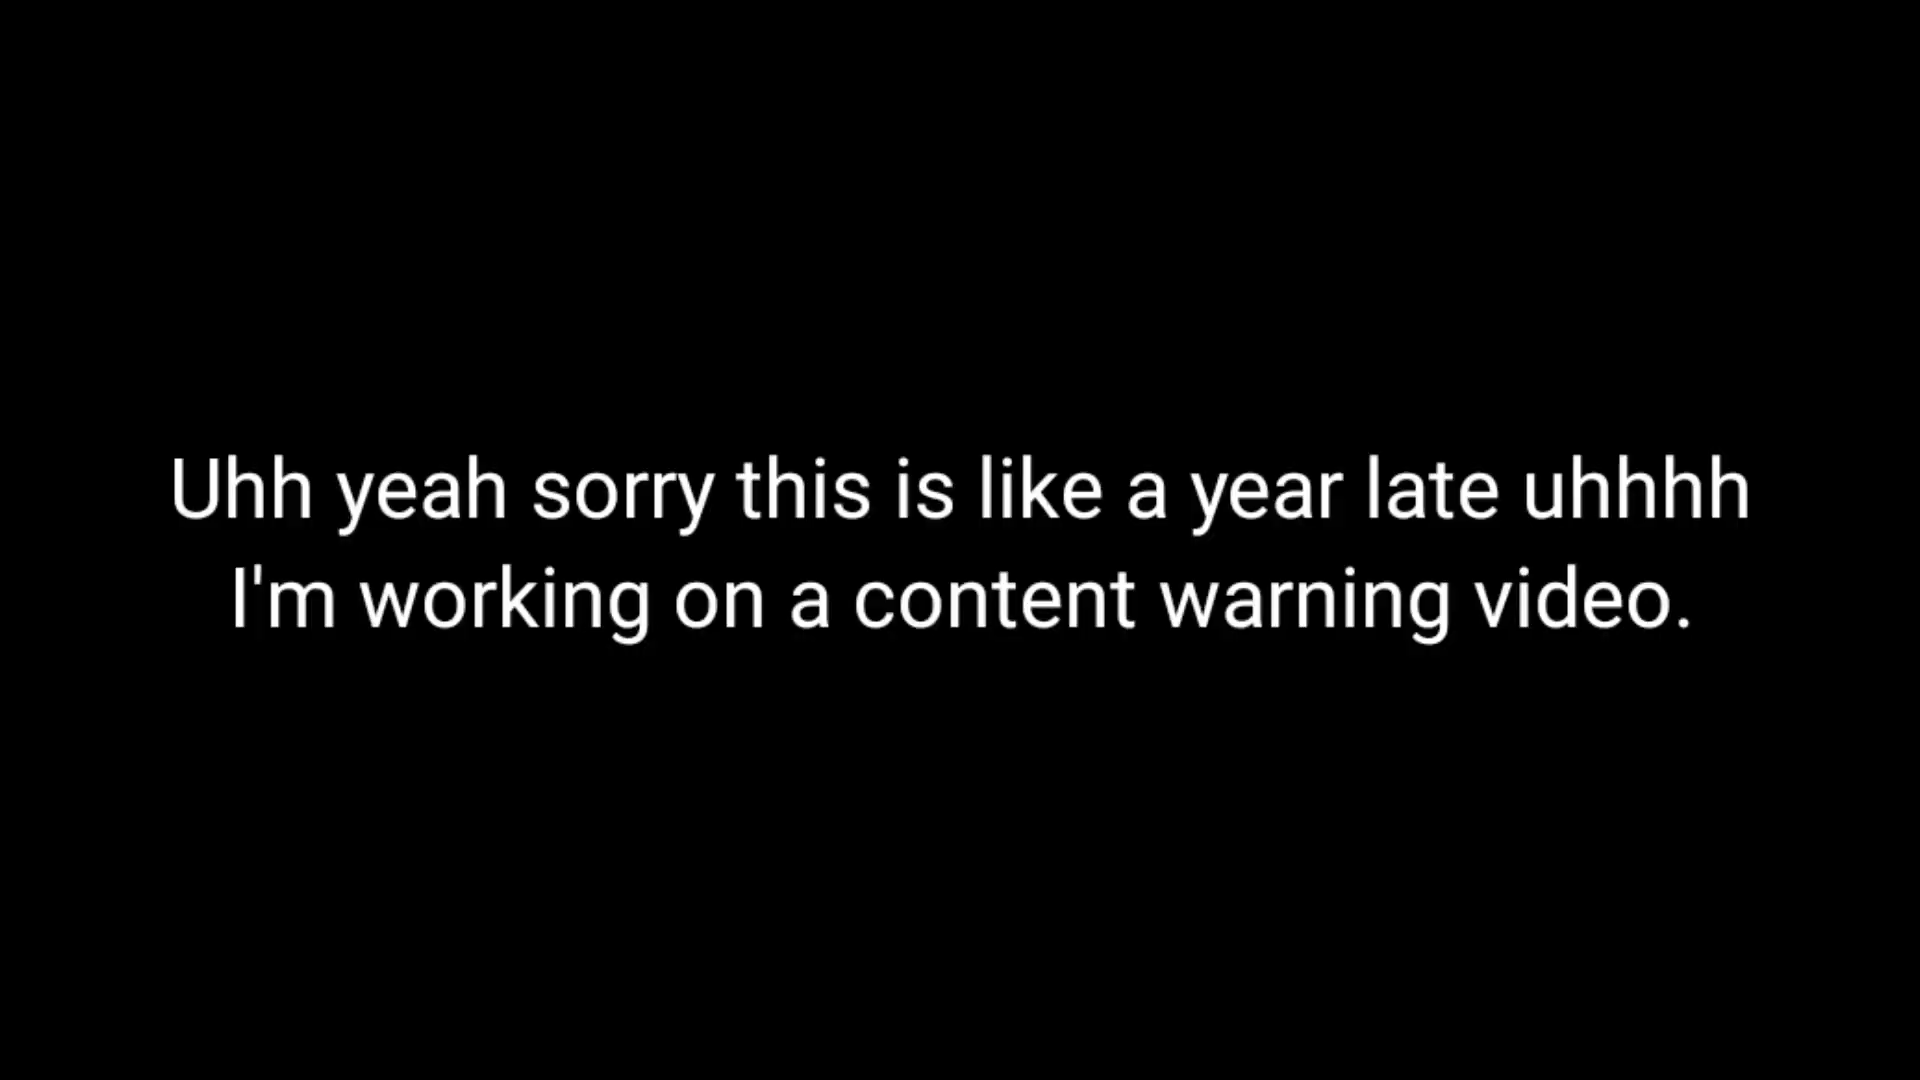 Uhh yeah sorry this is like a year late uhhhh
I'm working on a content warning video.